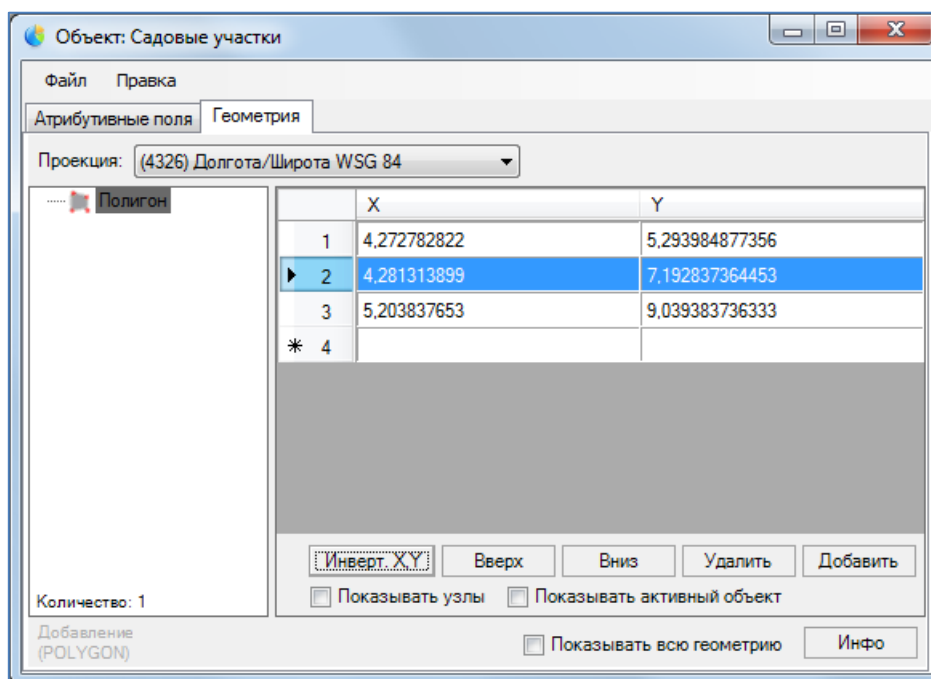 Объект: Садовые участки
Файл Правка
Атрибутивные поля Геометрия
Проекция: (4326) Долгота/Широта WSG 84
Полигон
X Y
1 4,272782822 5,293984877356
2 4,281313899 7,192837364453
3 5,203837653 9,039383736333
* 4
Инверт. X,Y Вверх Вниз Удалить Добавить
Показывать узлы Показывать активный объект
Количество: 1
Добавление
(POLYGON)
Показывать всю геометрию Инфо